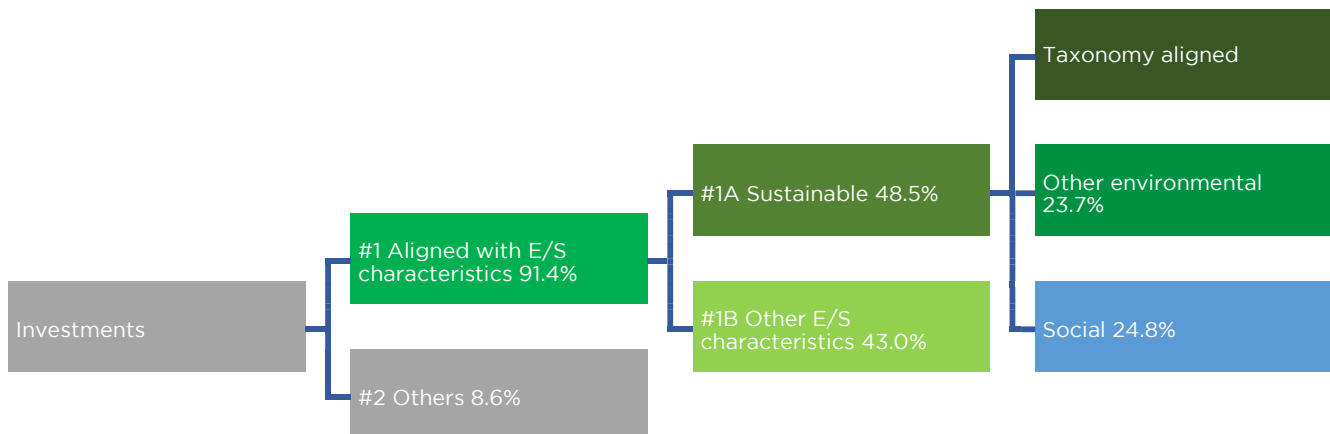 Investments
#1 Aligned with E/S
characteristics 91.4%
#2 Others 8.6%
#1A Sustainable 48.5%
#1B Other E/S
characteristics 43.0%
Taxonomy aligned
Other environmental
23.7%
Social 24.8%